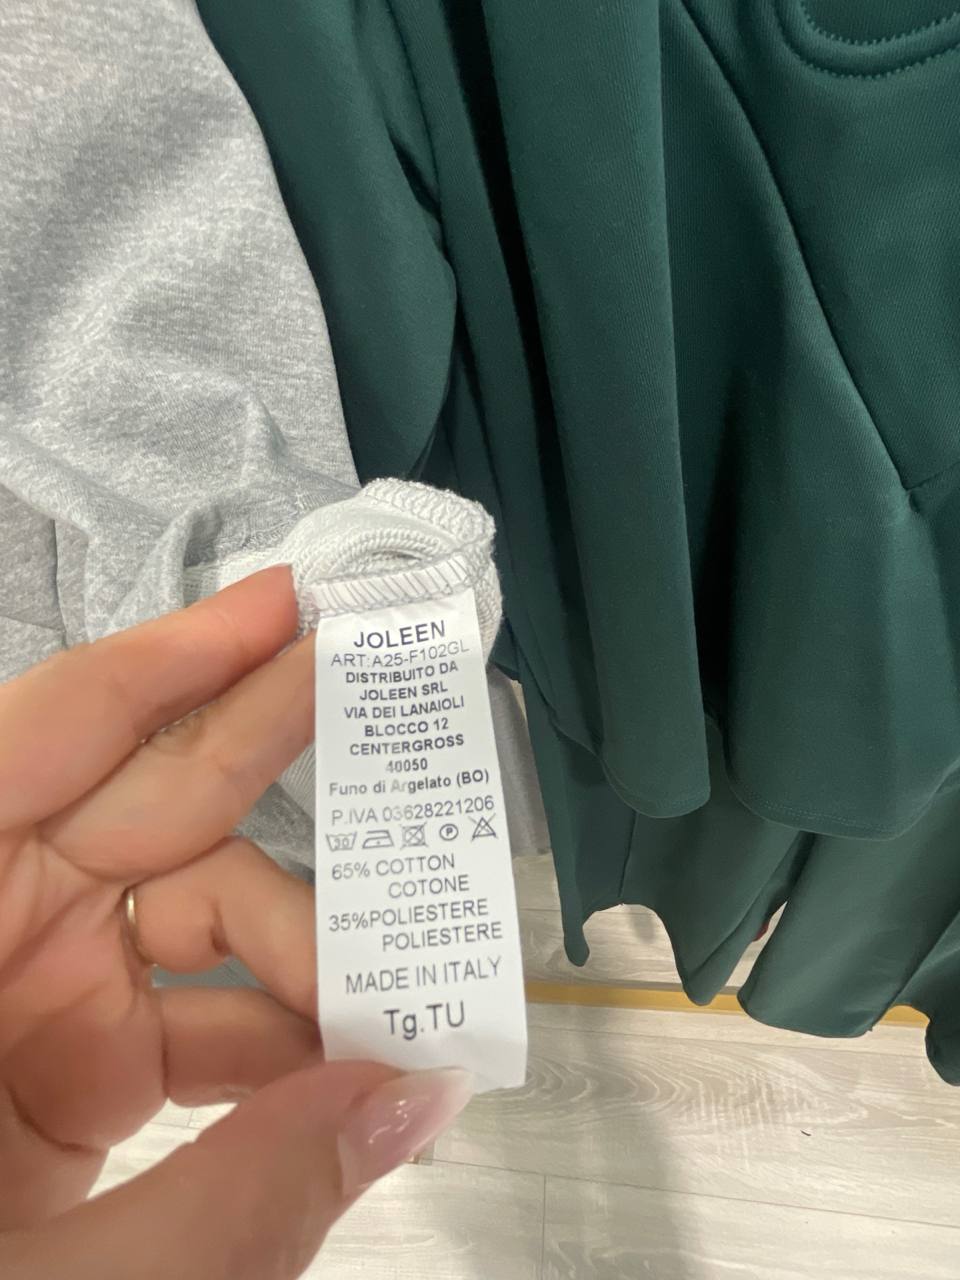 JOLEEN
ART:A25-F102GL
DISTRIBUITO DA
JOLEEN SRL
VIA DEI LANAIOLI
BLOCCO 12
CENTERGROSS
40050
Funo di Argelato (BO)
P.IVA 03628221206
30 P
65% COTTON
COTONE
35%POLIESTERE
POLIESTERE
MADE IN ITALY
Tg.TU